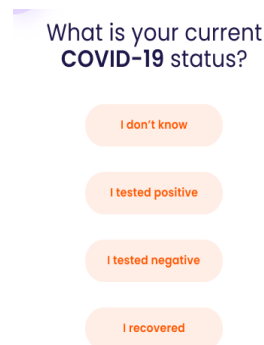 What is your current
COVID-19 status?
I don't know
I tested positive
I tested negative
I recovered